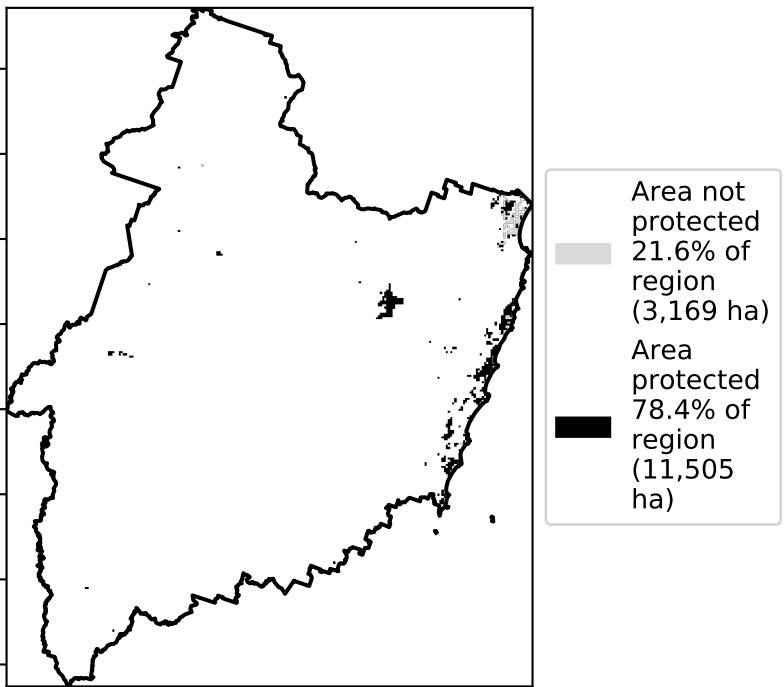 Area not
protected
21.6% of
region
(3,169 ha)
Area
protected
78.4% of
region
(11,505
ha)